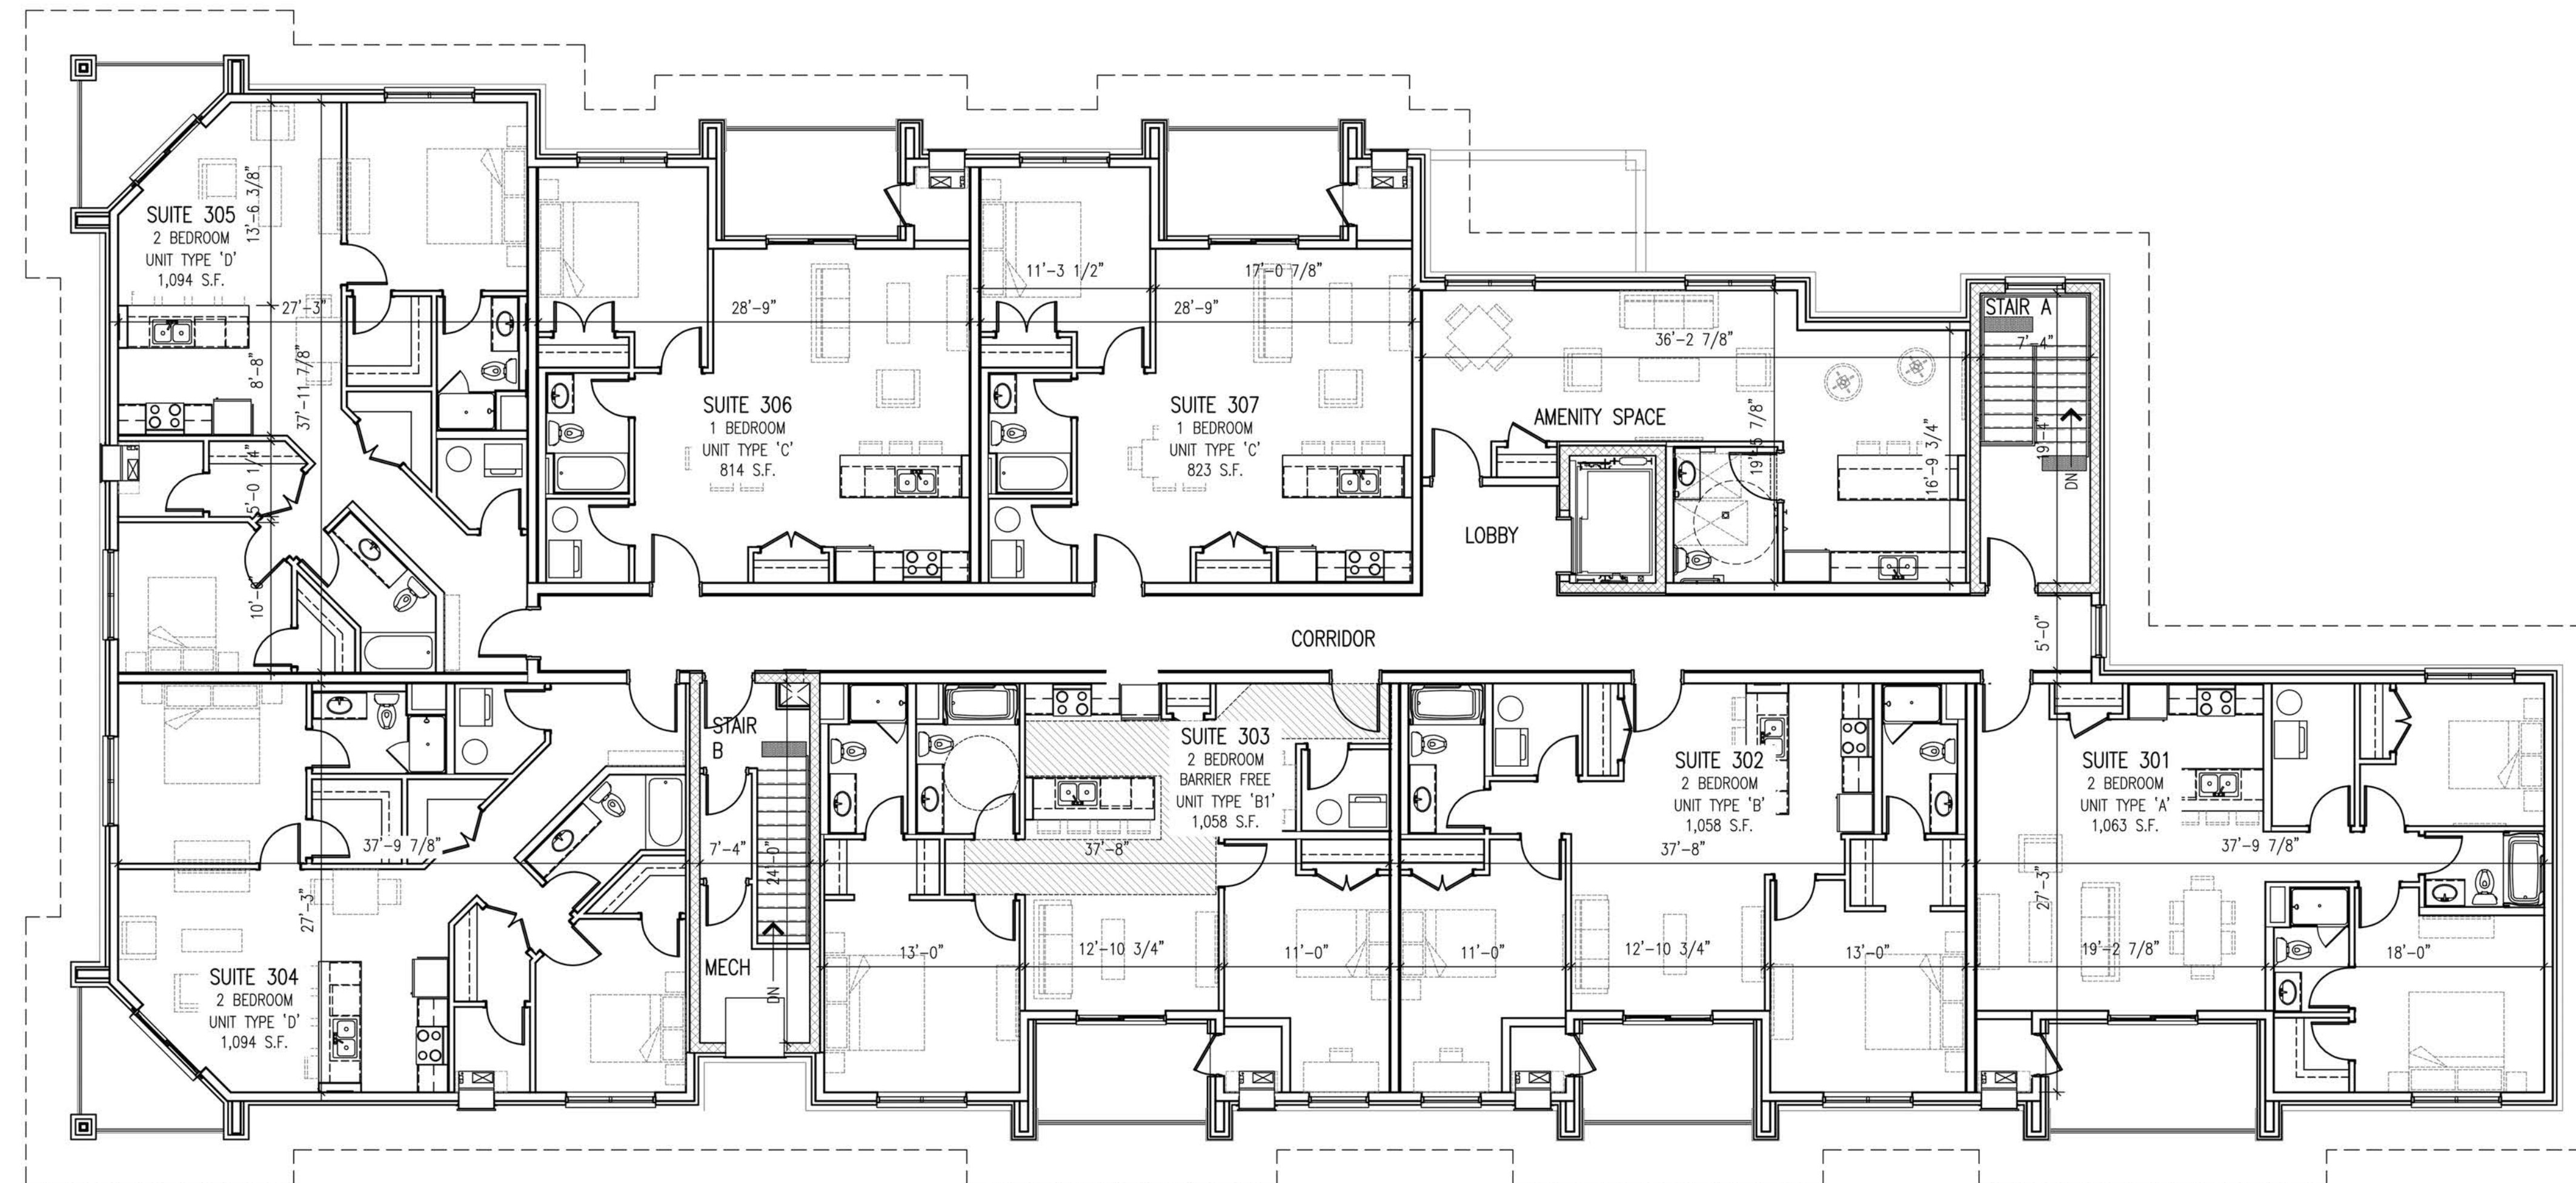 SUITE 305
2 BEDROOM
UNIT TYPE 'D'
1,094 S.F.
13'-6 3/8"
27'-3"
8'-8"
37'-11 7/8"
5'-0 1/4"
10'-0"
SUITE 306
1 BEDROOM
UNIT TYPE 'C'
814 S.F.
28'-9"
SUITE 307
1 BEDROOM
UNIT TYPE 'C'
823 S.F.
11'-3 1/2"
17'-0 7/8"
28'-9"
AMENITY SPACE
36'-2 7/8"
19'-5 7/8"
16'-9 3/4"
LOBBY
STAIR A
7'-4"
19'-4"
DN
CORRIDOR
5'-0"
SUITE 304
2 BEDROOM
UNIT TYPE 'D'
1,094 S.F.
37'-9 7/8"
27'-3"
STAIR
B
7'-4"
24'-0"
MECH
DN
SUITE 303
2 BEDROOM
BARRIER FREE
UNIT TYPE 'B1'
1,058 S.F.
37'-8"
13'-0"
12'-10 3/4"
11'-0"
SUITE 302
2 BEDROOM
UNIT TYPE 'B'
1,058 S.F.
37'-8"
11'-0"
12'-10 3/4"
13'-0"
SUITE 301
2 BEDROOM
UNIT TYPE 'A'
1,063 S.F.
37'-9 7/8"
27'-3"
19'-2 7/8"
18'-0"